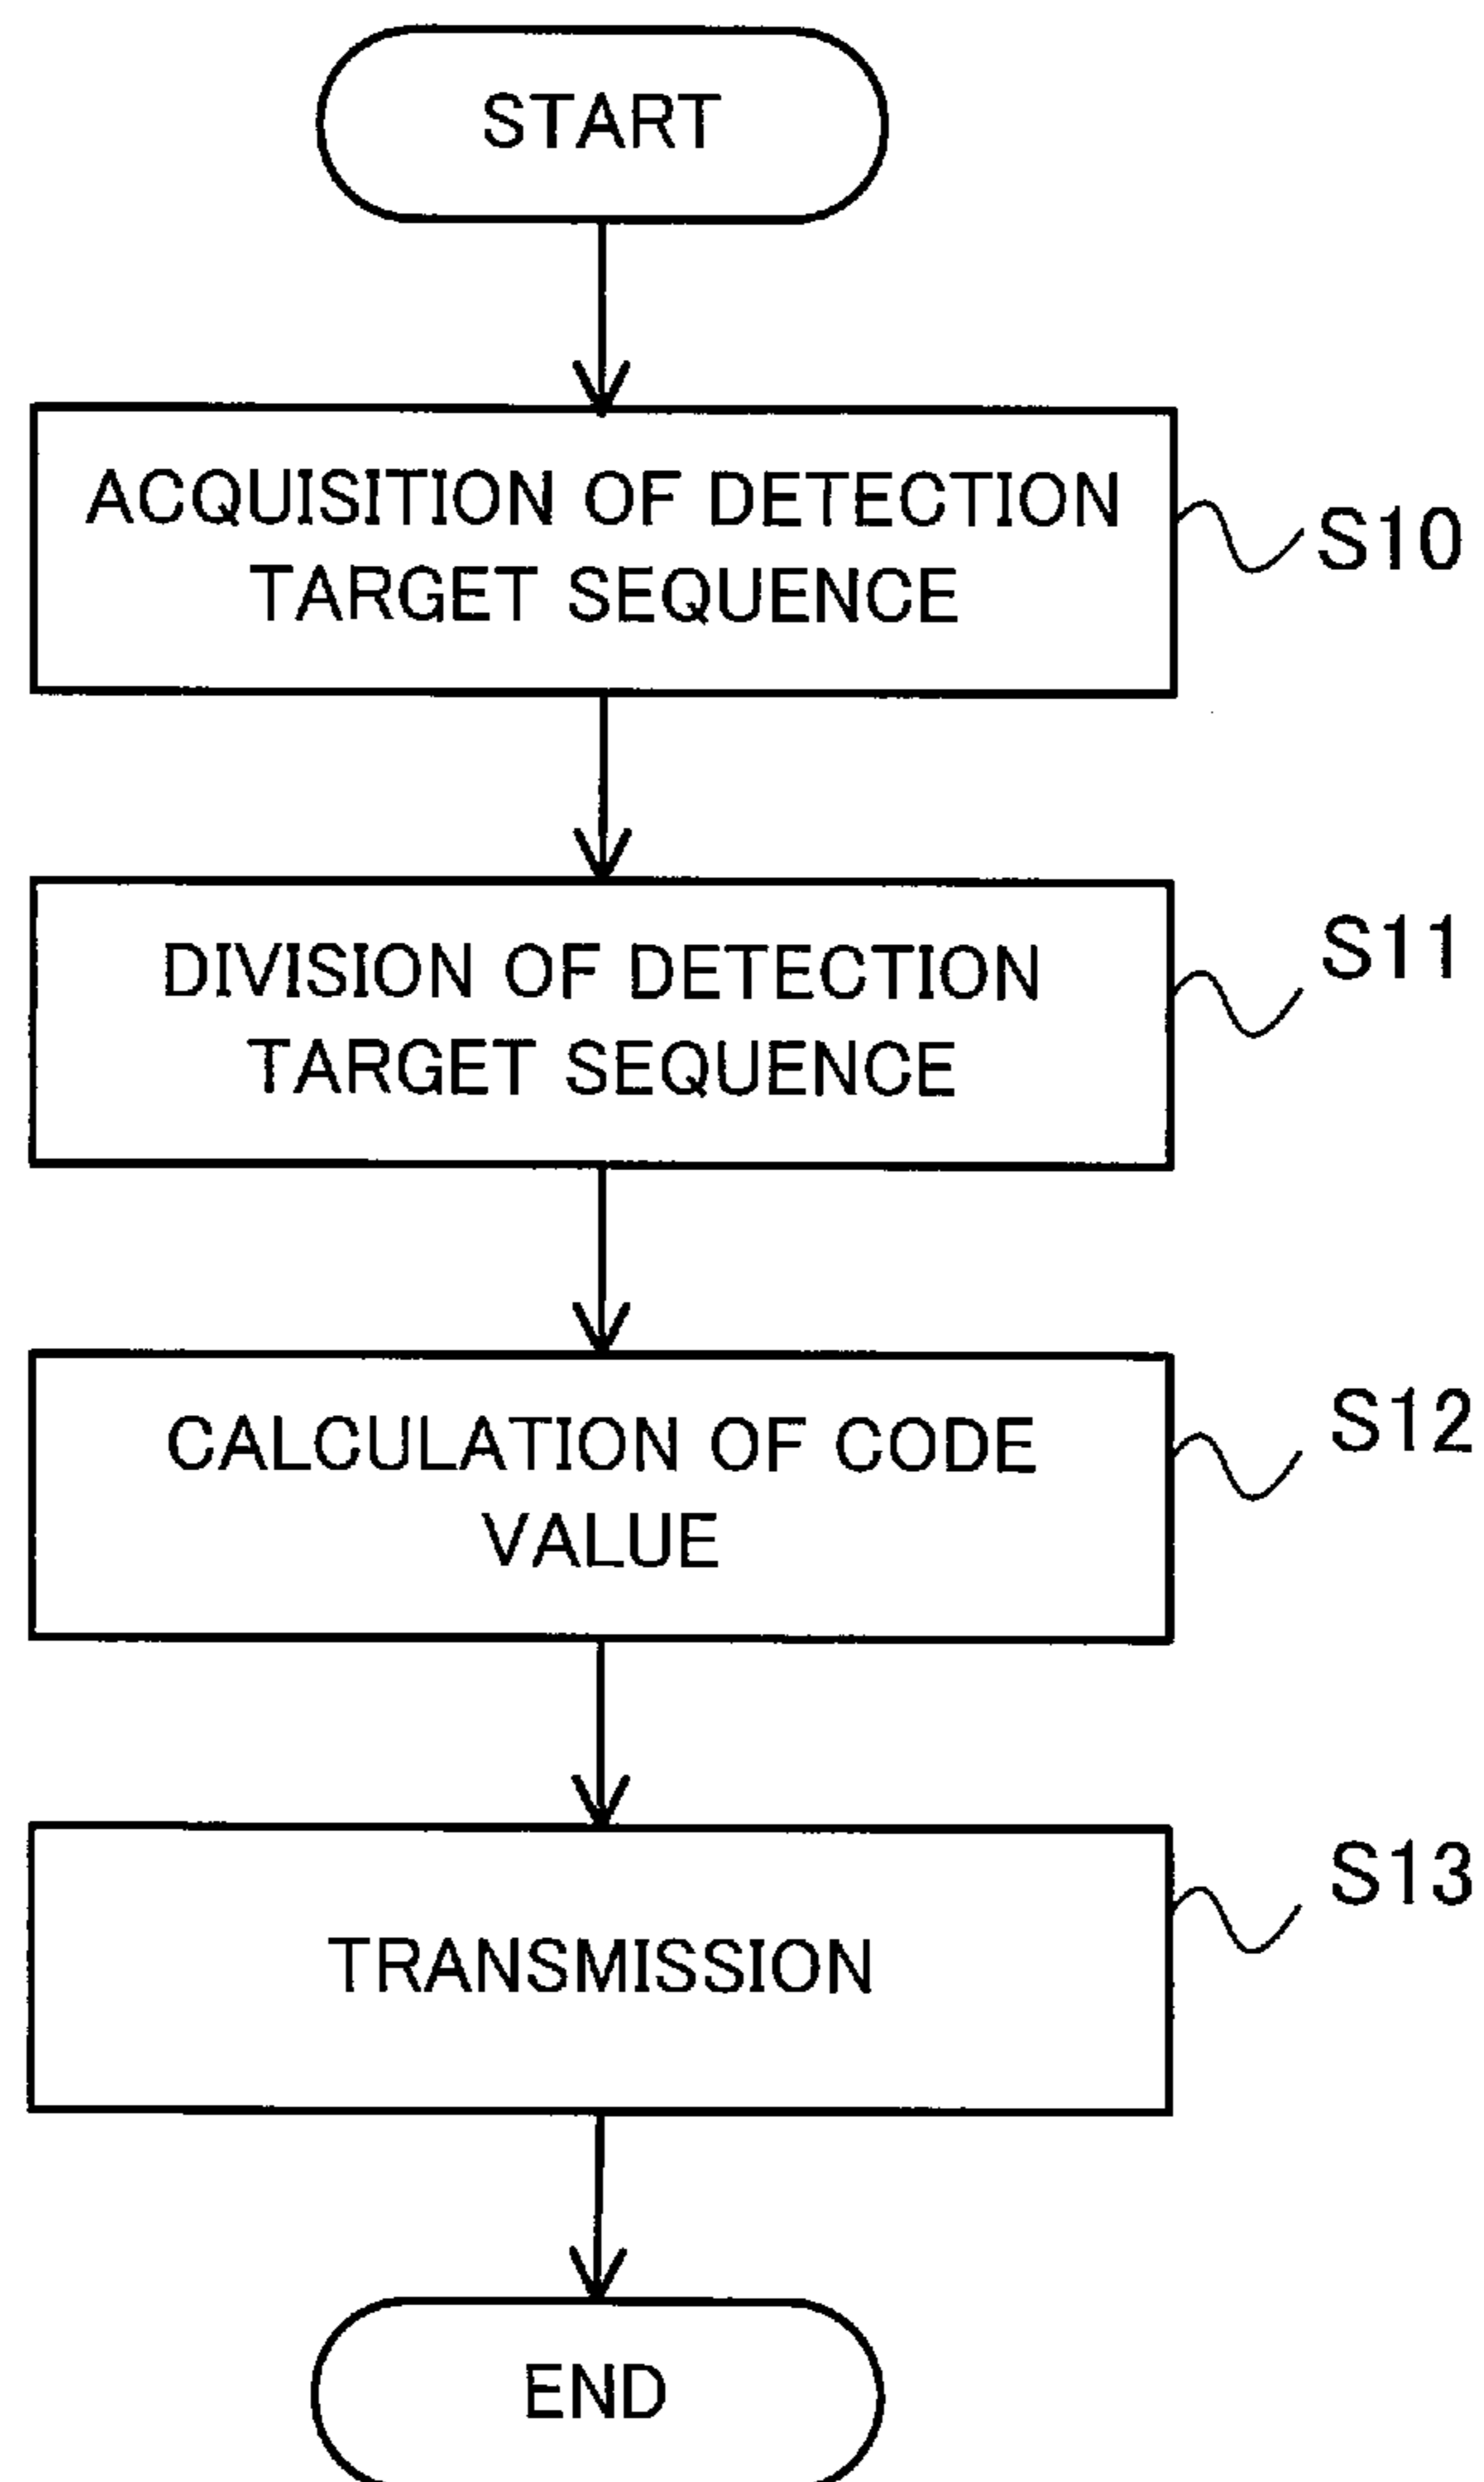 START
ACQUISITION OF DETECTION
TARGET SEQUENCE
S10
DIVISION OF DETECTION
TARGET SEQUENCE
S11
CALCULATION OF CODE
VALUE
S12
TRANSMISSION
S13
END